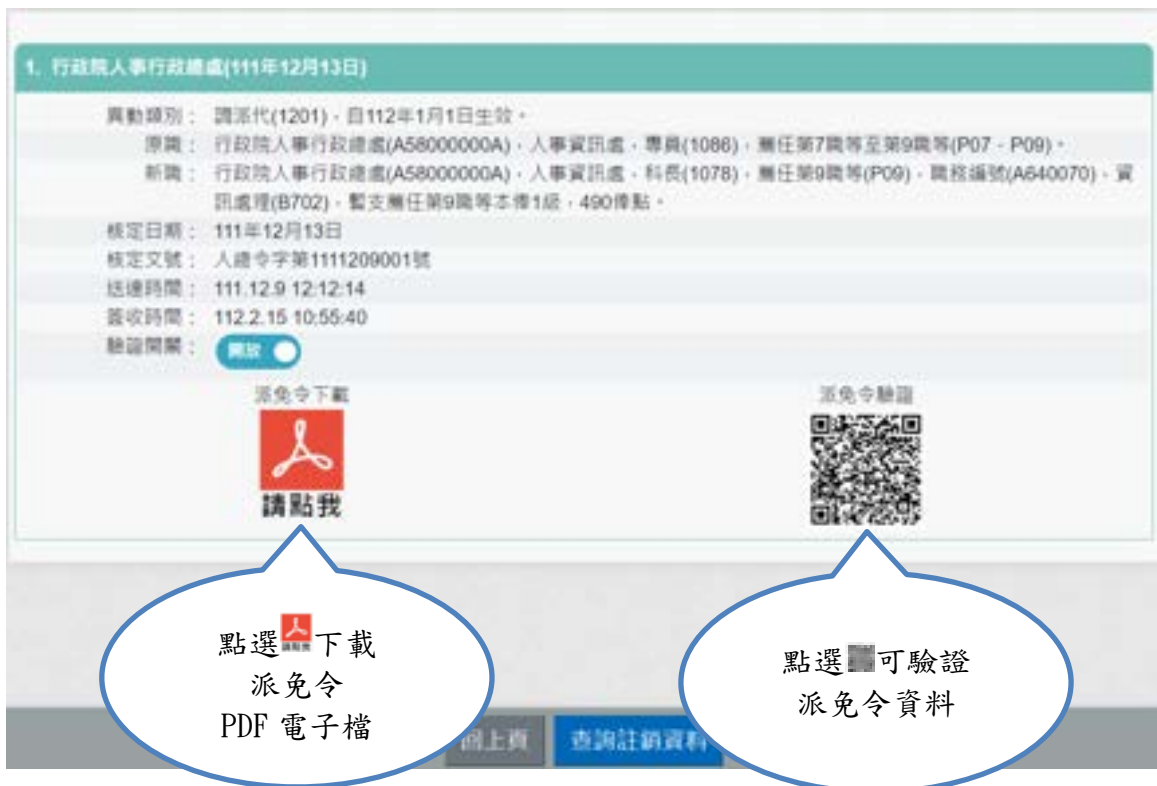 1. 行政院人事行政總處(111年12月13日)
異動類別： 調派代(1201)，自112年1月1日生效。
原職： 行政院人事行政總處(A58000000A)，人事資訊處，專員(1086)，薦任第7職等至第9職等(P07 - P09)。
新職： 行政院人事行政總處(A58000000A)，人事資訊處，科長(1078)，薦任第9職等(P09)，職務編號(A640070)，資
訊處理(B702)，暫支薦任第9職等本俸1級，490俸點。
核定日期： 111年12月13日
核定文號： 人總令字第1111209001號
送達時間： 111.12.9 12:12:14
簽收時間： 112.2.15 10:55:40
驗證開關： 開放
派免令下載
請點我
派免令驗證
點選 請點我 下載
派免令
PDF 電子檔
點選 可驗證
派免令資料
回上頁
查詢註銷資料